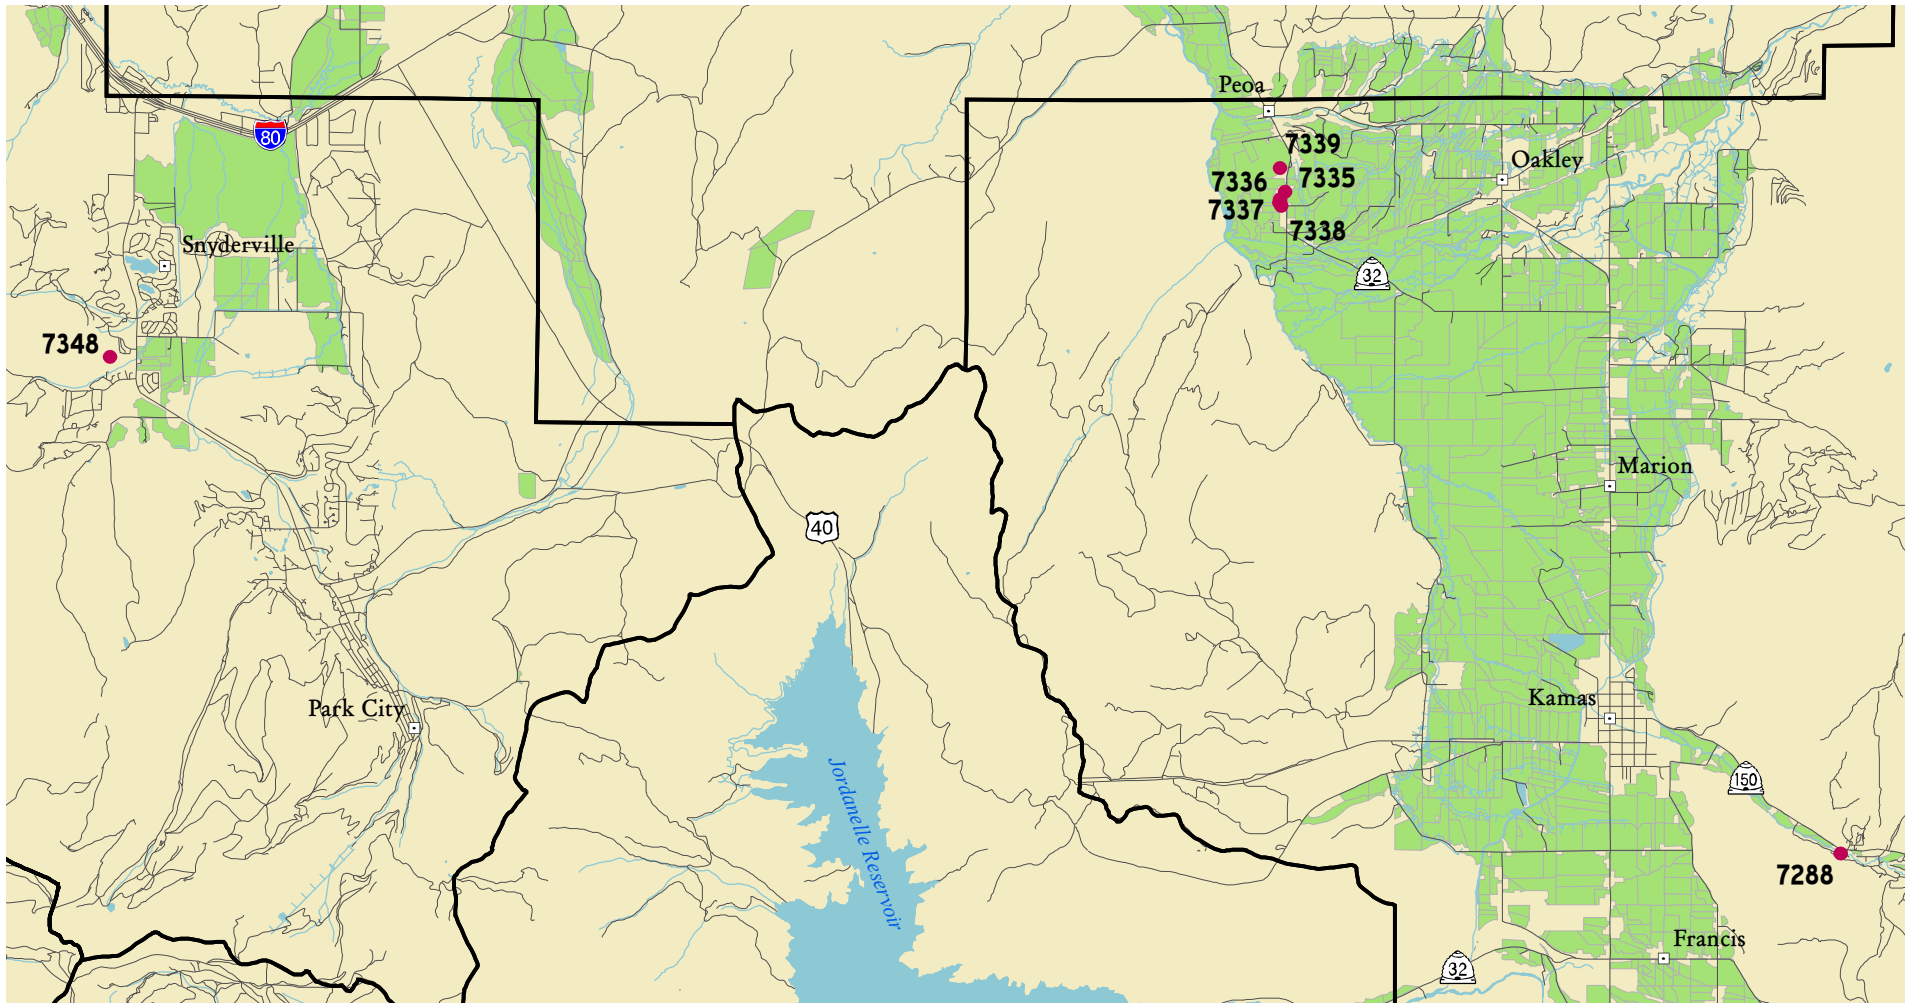 Peoa
80
7339
Oakley
7336
7335
7337
7338
Snyderville
32
7348
Marion
40
Kamas
Park City
150
Jordanelle Reservoir
7288
Francis
32